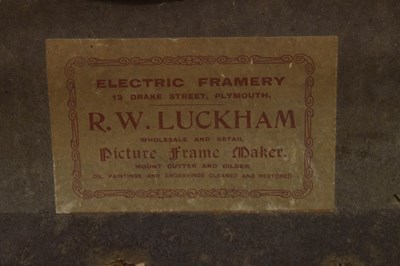 ELECTRIC FRAMERY
13 DRAKE STREET, PLYMOUTH.
R. W. LUCKHAM
WHOLESALE AND RETAIL
Picture Frame Maker.
MOUNT CUTTER AND GILDER
OIL PAINTINGS AND ENGRAVINGS CLEANED AND RESTORED